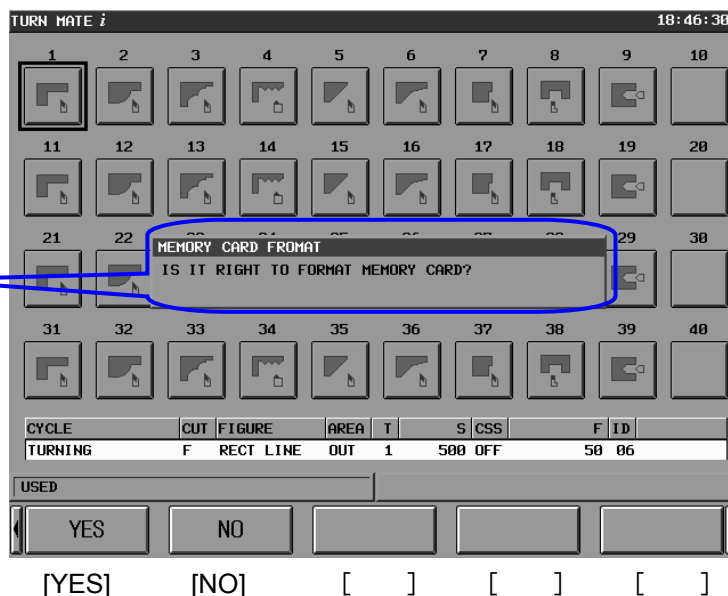 TURN MATE i 18:46:30
1 2 3 4 5 6 7 8 9 10
11 12 13 14 15 16 17 18 19 20
21 22 29 30
MEMORY CARD FROMAT
IS IT RIGHT TO FORMAT MEMORY CARD?
31 32 33 34 35 36 37 38 39 40
CYCLE CUT FIGURE AREA T S CSS F ID
TURNING F RECT LINE OUT 1 500 OFF 50 06
USED
YES NO
[YES] [NO] [ ] [ ] [ ]